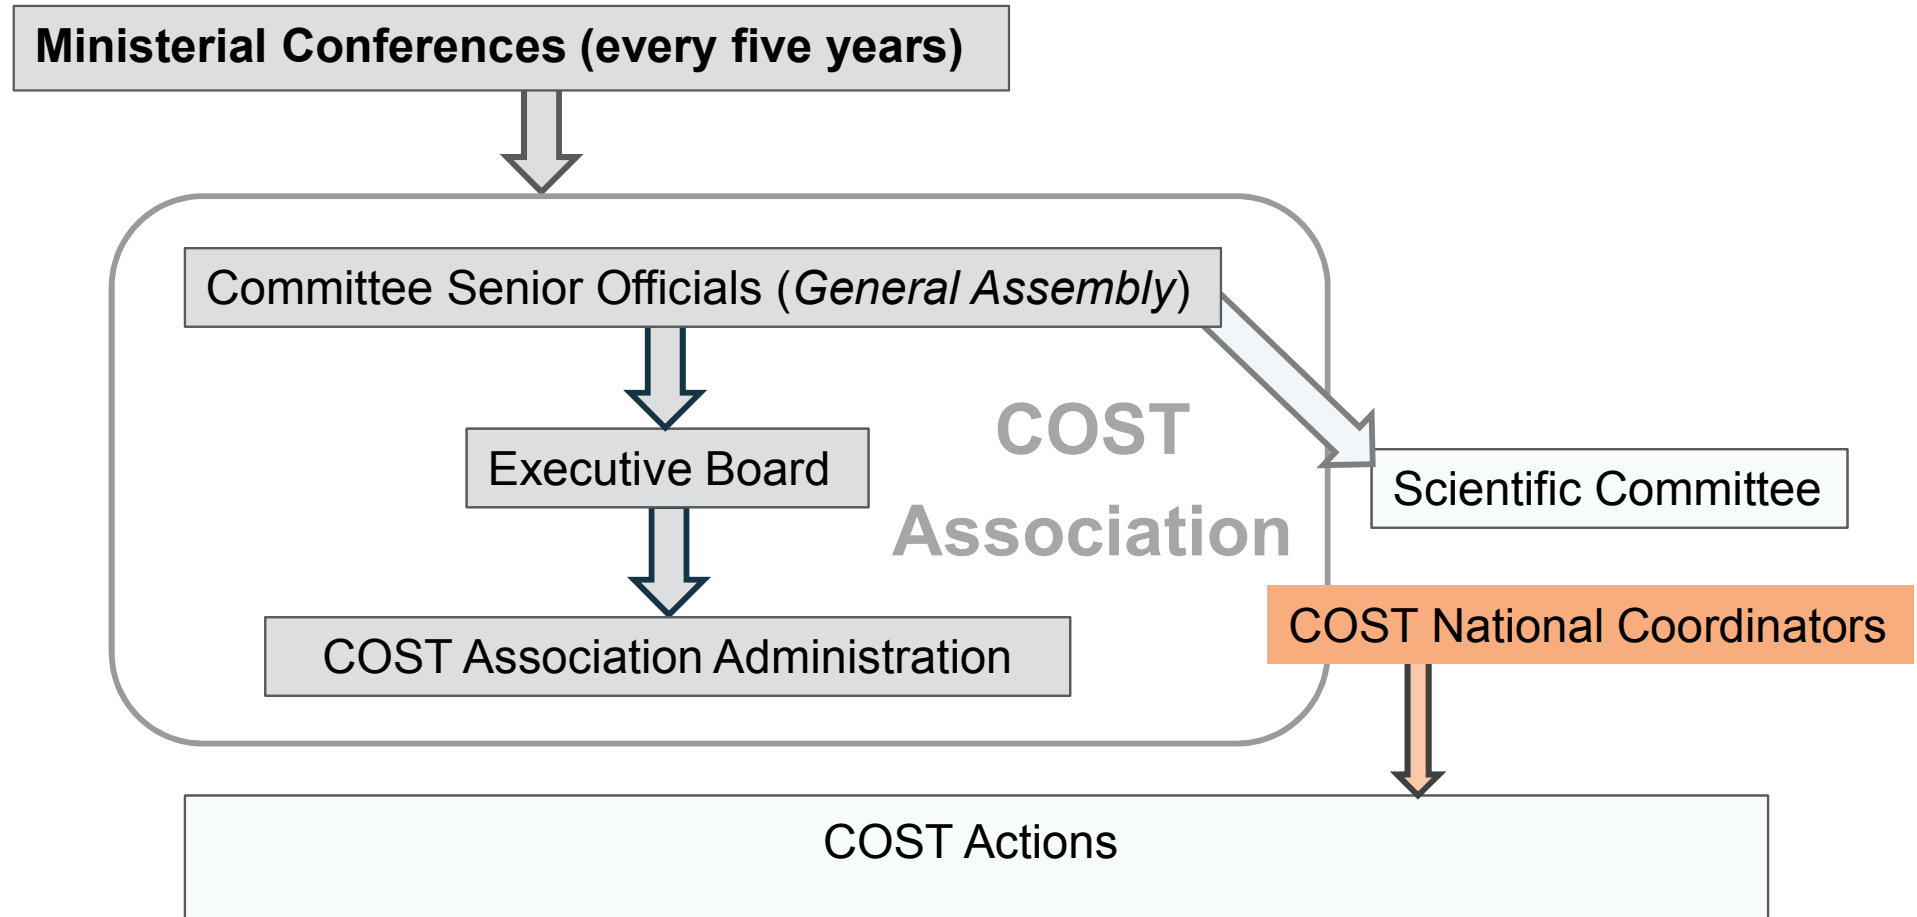 Ministerial Conferences (every five years)
Committee Senior Officials (General Assembly)
COST
Association
Executive Board
Scientific Committee
COST National Coordinators
COST Association Administration
COST Actions